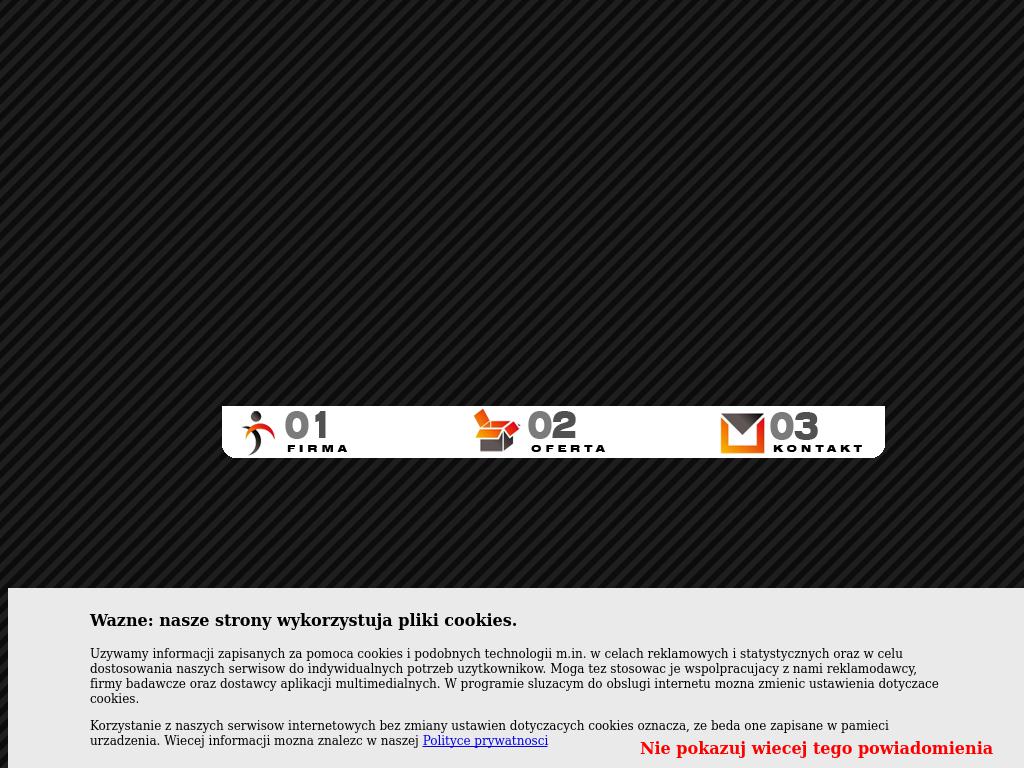 01
FIRMA
02
OFERTA
03
KONTAKT
Wazne: nasze strony wykorzystuja pliki cookies.
Uzywamy informacji zapisanych za pomoca cookies i podobnych technologii m.in. w celach reklamowych i statystycznych oraz w celu
dostosowania naszych serwisow do indywidualnych potrzeb uzytkownikow. Moga tez stosowac je wspolpracujacy z nami reklamodawcy,
firmy badawcze oraz dostawcy aplikacji multimedialnych. W programie sluzacym do obslugi internetu mozna zmienic ustawienia dotyczace
cookies.
Korzystanie z naszych serwisow internetowych bez zmiany ustawien dotyczacych cookies oznacza, ze beda one zapisane w pamieci
urzadzenia. Wiecej informacji mozna znalezc w naszej Polityce prywatnosci
Nie pokazuj wiecej tego powiadomienia